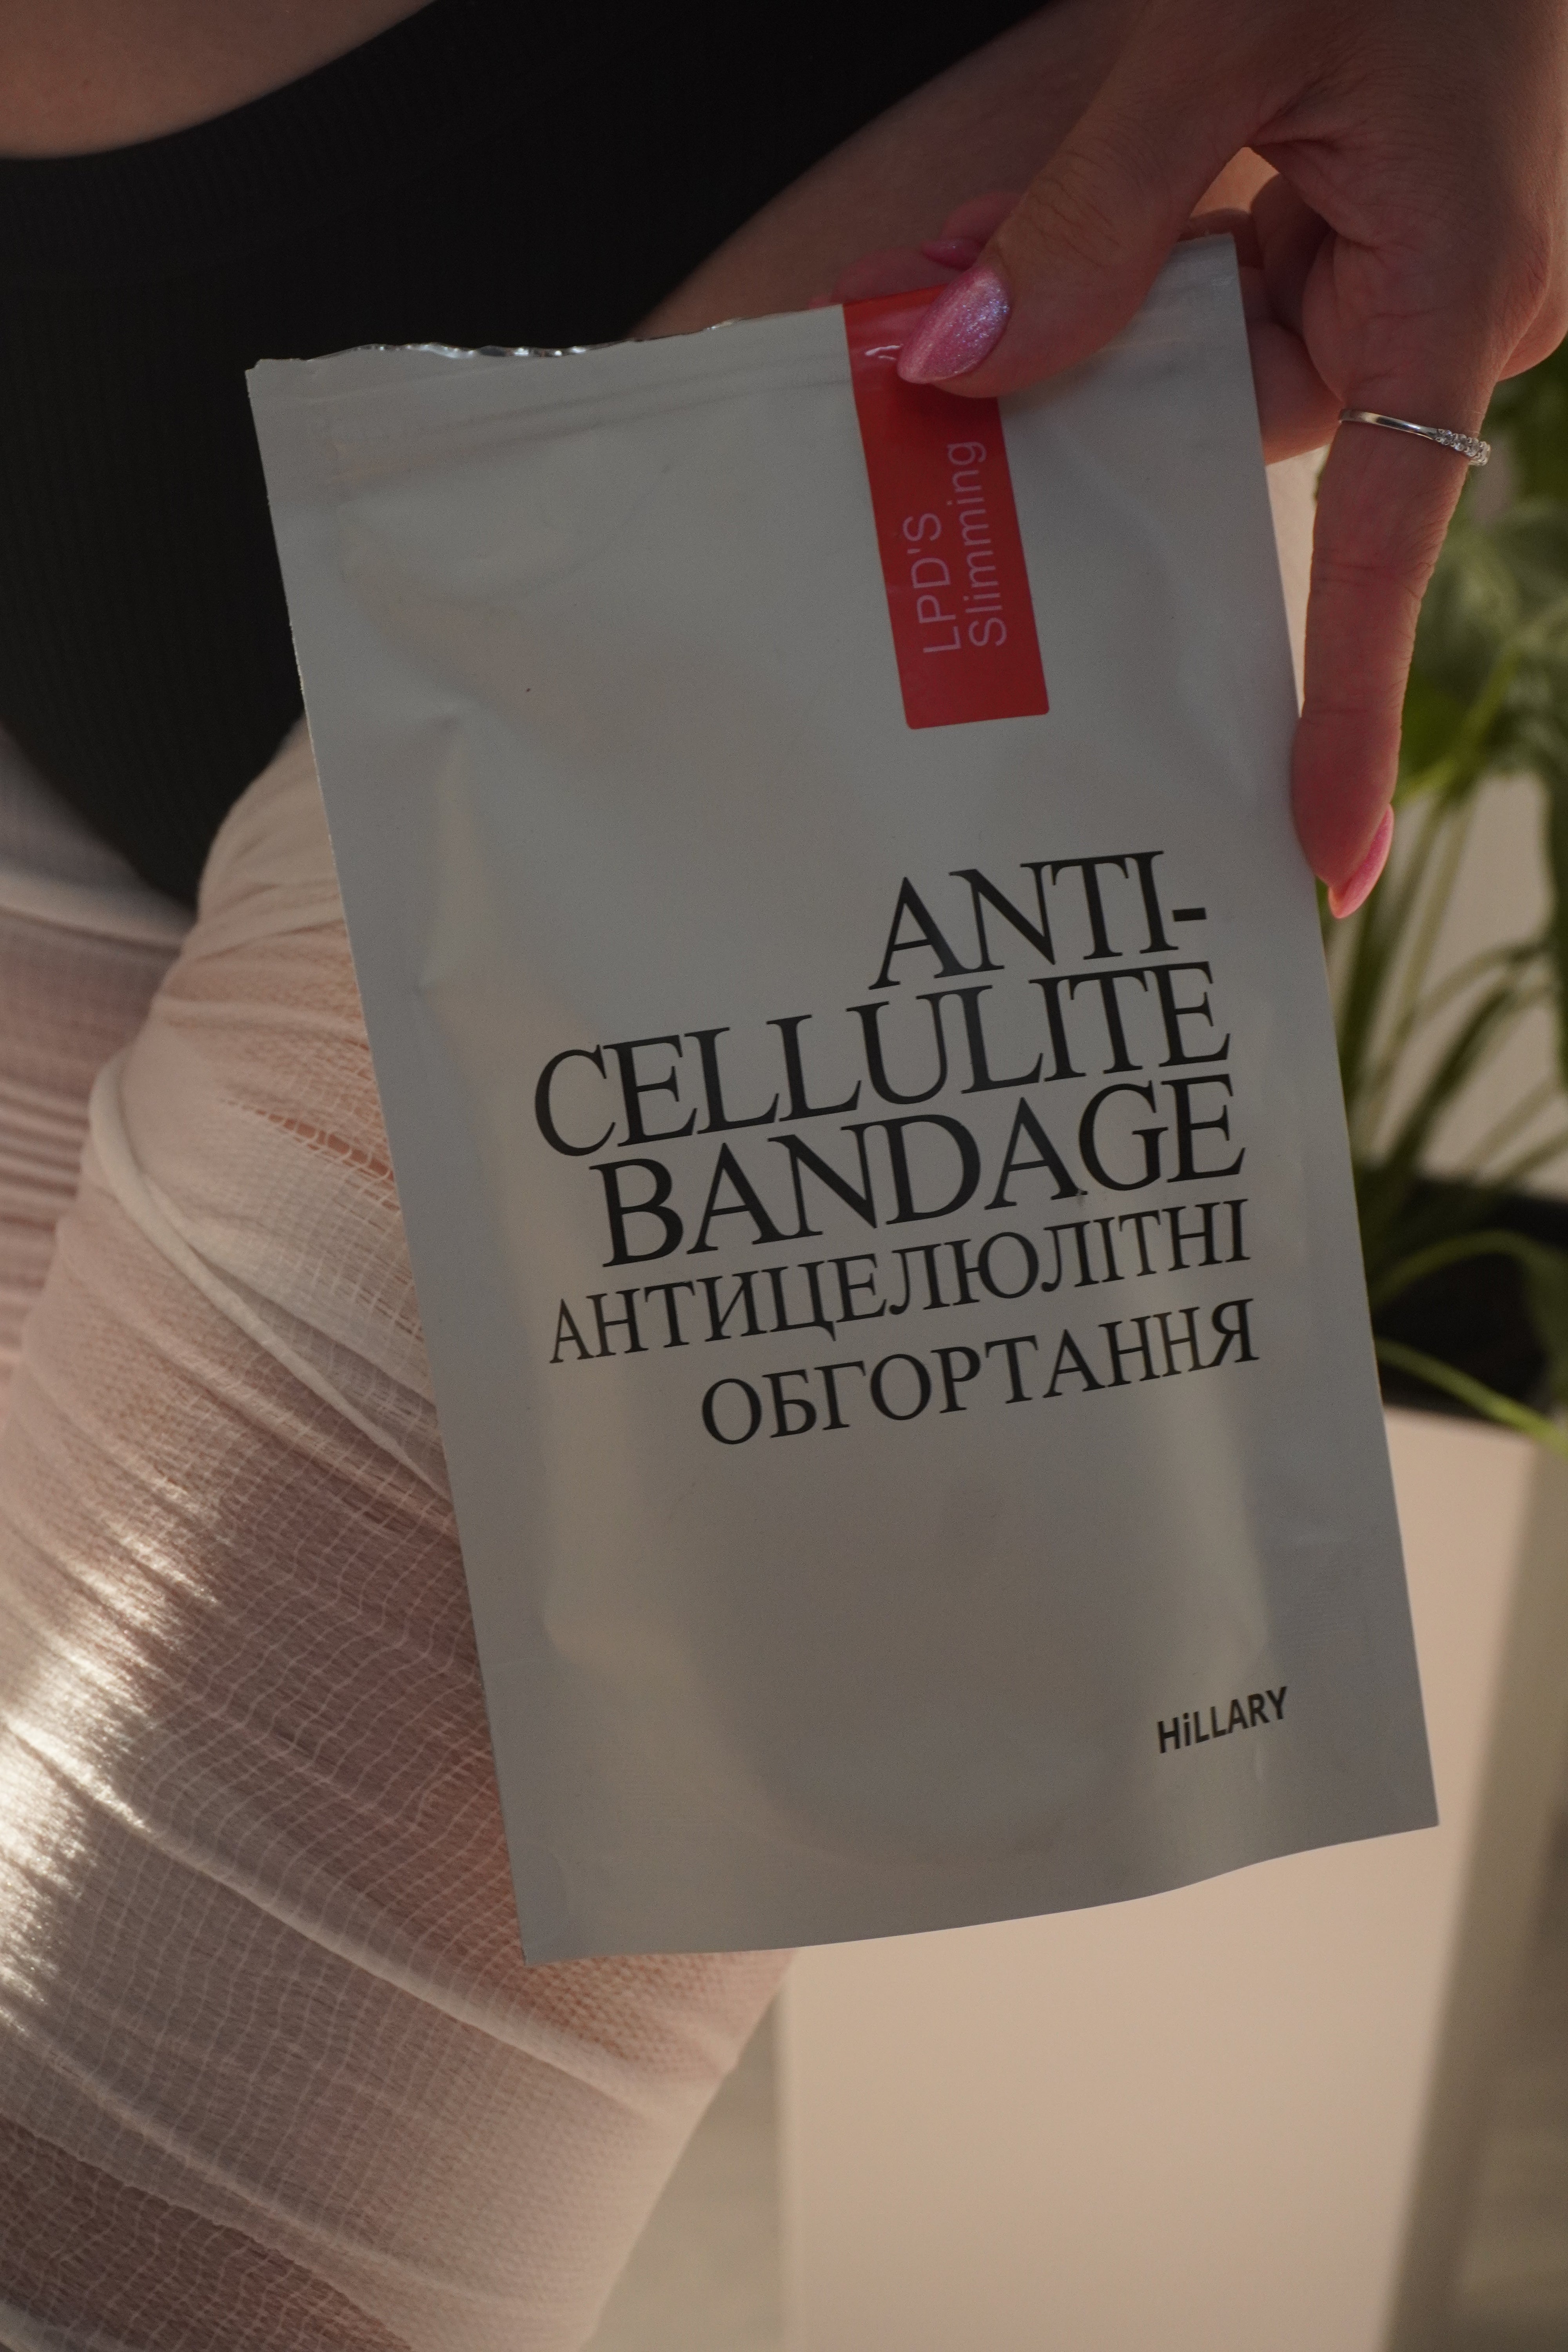 LPD'S
Slimming
ANTI-
CELLULITE
BANDAGE
АНТИЦЕЛЮЛІТНІ
ОБГОРТАННЯ
HiLLARY